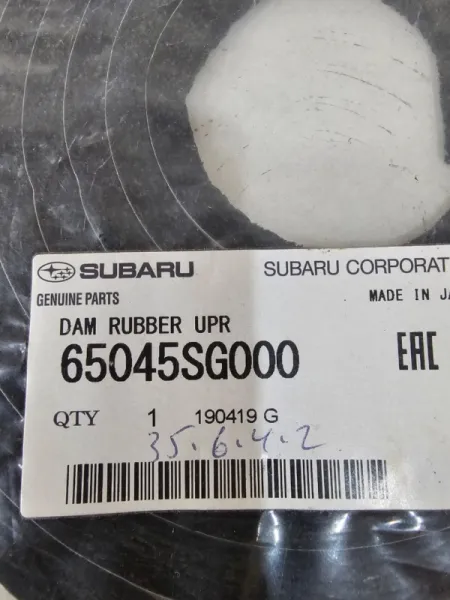 SUBARU SUBARU CORPORAT
GENUINE PARTS MADE IN JA
DAM RUBBER UPR
65045SG000 EAC
QTY 1 190419 G
35.6.4.2